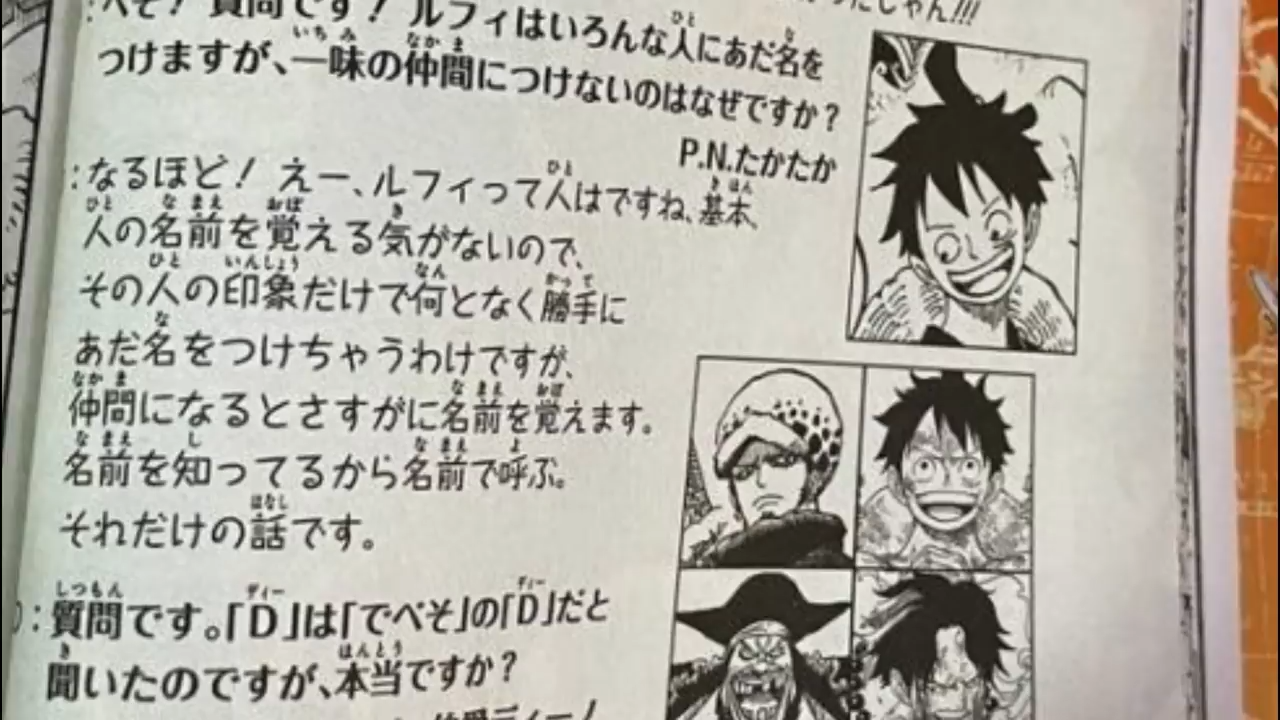 質問です！ ルフィはいろんな人にあだ名を
つけますが、一味の仲間につけないのはなぜですか？
P.N.たかたか
：なるほど！ えー、ルフィって人はですね、基本、
人の名前を覚える気がないので、
その人の印象だけで何となく勝手に
あだ名をつけちゃうわけですが、
仲間になるとさすがに名前を覚えます。
名前を知ってるから名前で呼ぶ。
それだけの話です。
：質問です。「D」は「でべそ」の「D」だと
聞いたのですが、本当ですか？